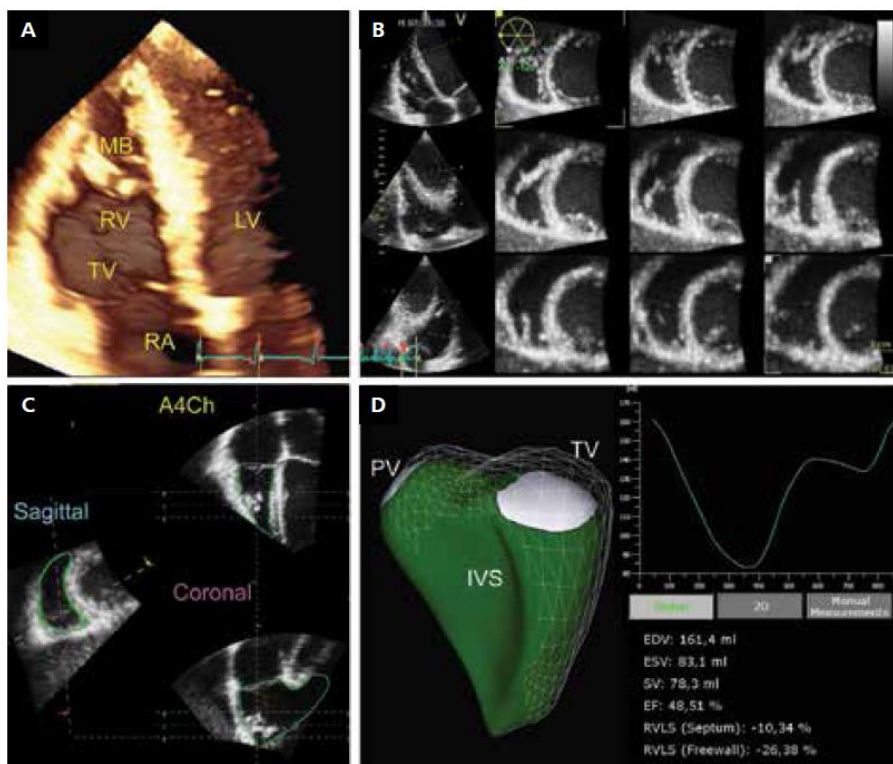 A
MB
RV
LV
TV
RA
B
V
C
A4Ch
Sagittal
Coronal
D
PV
TV
IVS
2D
Manual
Measurements
EDV: 161,4 ml
ESV: 83,1 ml
SV: 78,3 ml
EF: 48,51 %
RVLS (Septum): -10,34 %
RVLS (Freewall): -26,38 %